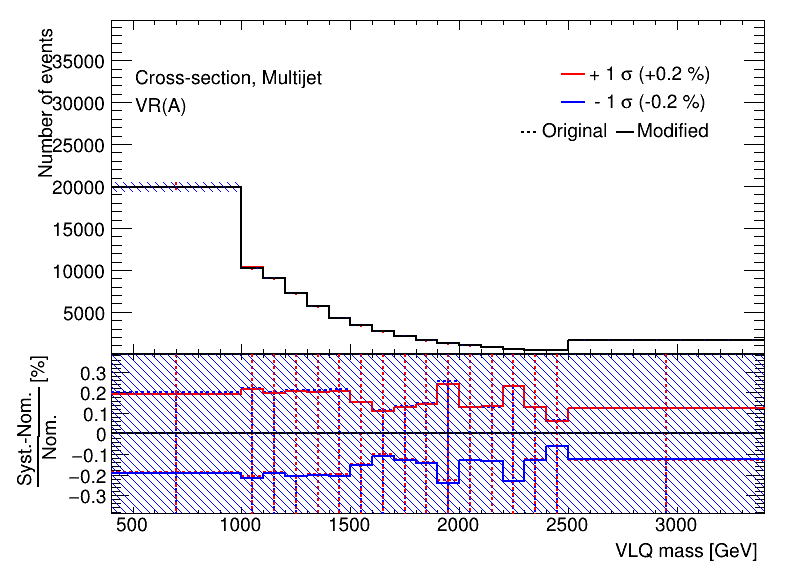 Number of events
35000
30000
25000
20000
15000
10000
5000
Cross-section, Multijet
VR(A)
+ 1 σ (+0.2 %)
- 1 σ (-0.2 %)
Original
Modified
Syst.-Nom. [%]
Nom.
0.3
0.2
0.1
0
−0.1
−0.2
−0.3
500 1000 1500 2000 2500 3000
VLQ mass [GeV]